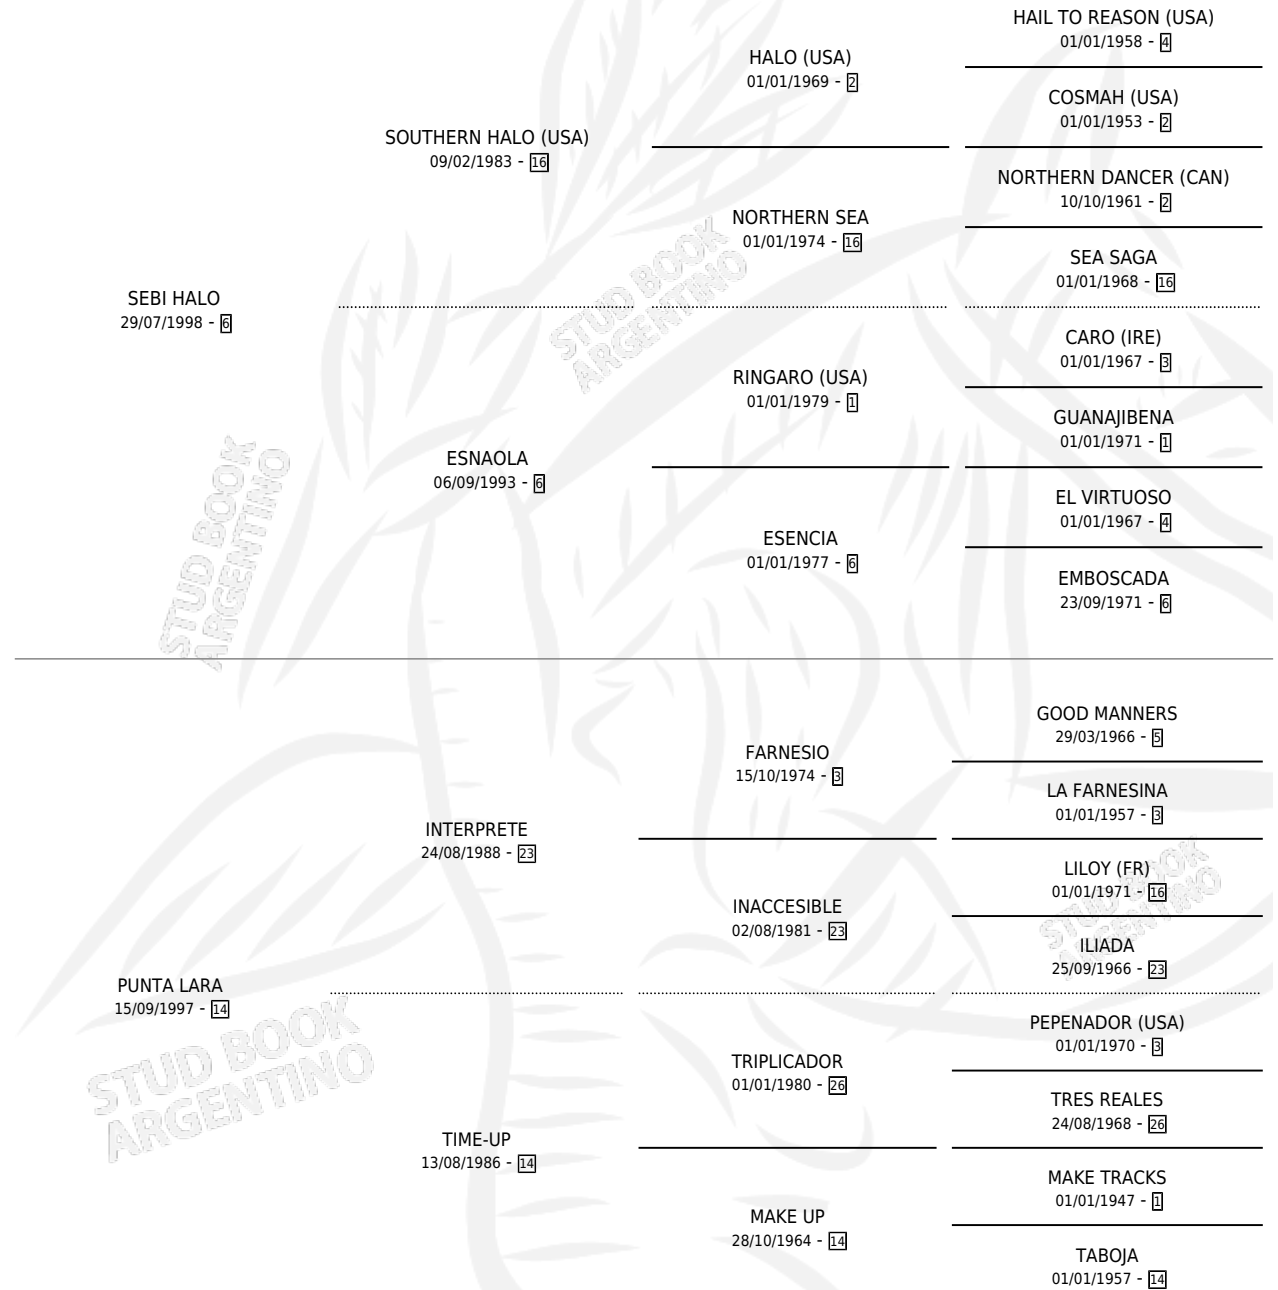 HAIL TO REASON (USA)
01/01/1958 - 4
HALO (USA)
01/01/1969 - 2
COSMAH (USA)
01/01/1953 - 2
SOUTHERN HALO (USA)
09/02/1983 - 16
NORTHERN DANCER (CAN)
10/10/1961 - 2
NORTHERN SEA
01/01/1974 - 16
SEA SAGA
01/01/1968 - 16
SEBI HALO
29/07/1998 - 6
STUD BOOK
ARGENTINO
CARO (IRE)
01/01/1967 - 3
RINGARO (USA)
01/01/1979 - 1
GUANAJIBENA
01/01/1971 - 1
ESNAOLA
06/09/1993 - 6
EL VIRTUOSO
01/01/1967 - 4
ESENCIA
01/01/1977 - 6
EMBOSCADA
23/09/1971 - 6
STUD BOOK
ARGENTINO
GOOD MANNERS
29/03/1966 - 5
FARNESIO
15/10/1974 - 3
LA FARNESINA
01/01/1957 - 3
INTERPRETE
24/08/1988 - 23
LILOY (FR)
01/01/1971 - 16
INACCESIBLE
02/08/1981 - 23
STUD BOOK
ARGENTINO
ILIADA
25/09/1966 - 23
PUNTA LARA
15/09/1997 - 14
STUD BOOK
ARGENTINO
PEPENADOR (USA)
01/01/1970 - 3
TRIPLICADOR
01/01/1980 - 26
TRES REALES
24/08/1968 - 26
TIME-UP
13/08/1986 - 14
MAKE TRACKS
01/01/1947 - 1
MAKE UP
28/10/1964 - 14
TABOJA
01/01/1957 - 14